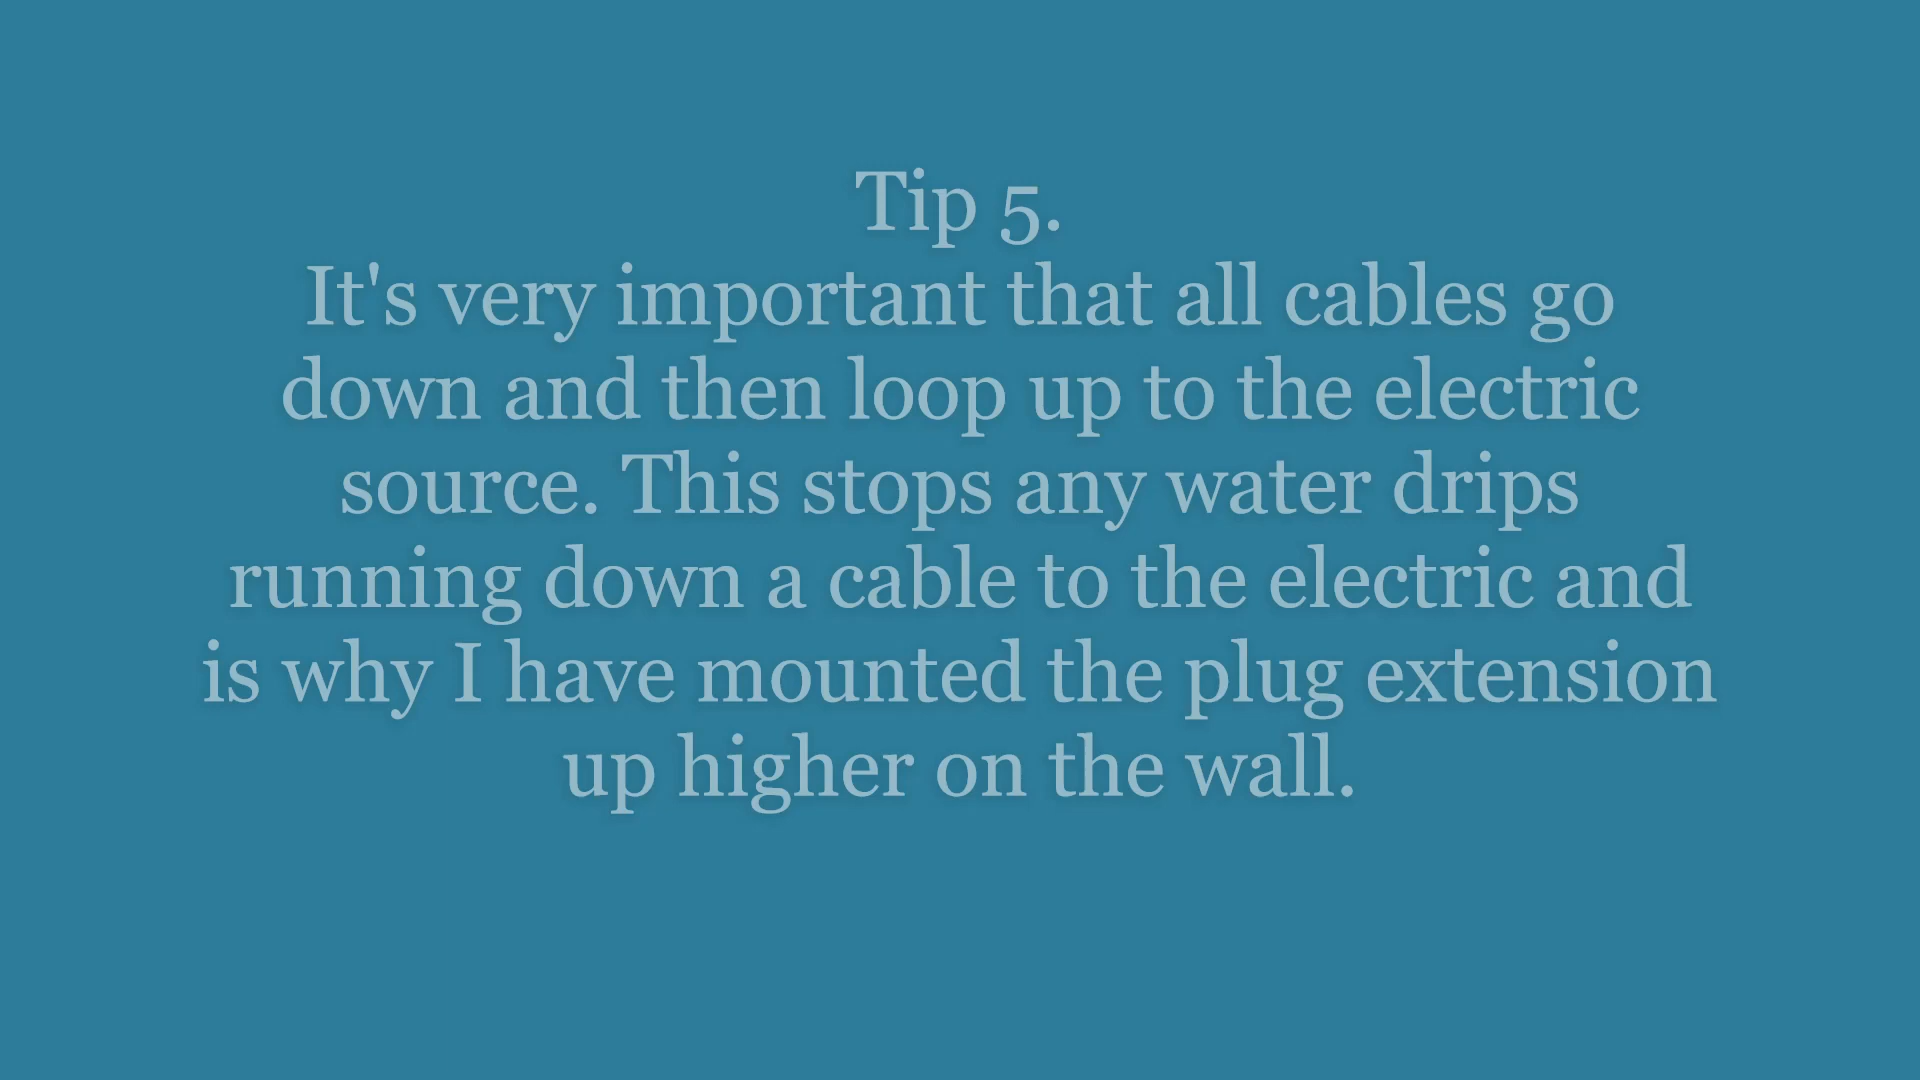 Tip 5.
It's very important that all cables go
down and then loop up to the electric
source. This stops any water drips
running down a cable to the electric and
is why I have mounted the plug extension
up higher on the wall.